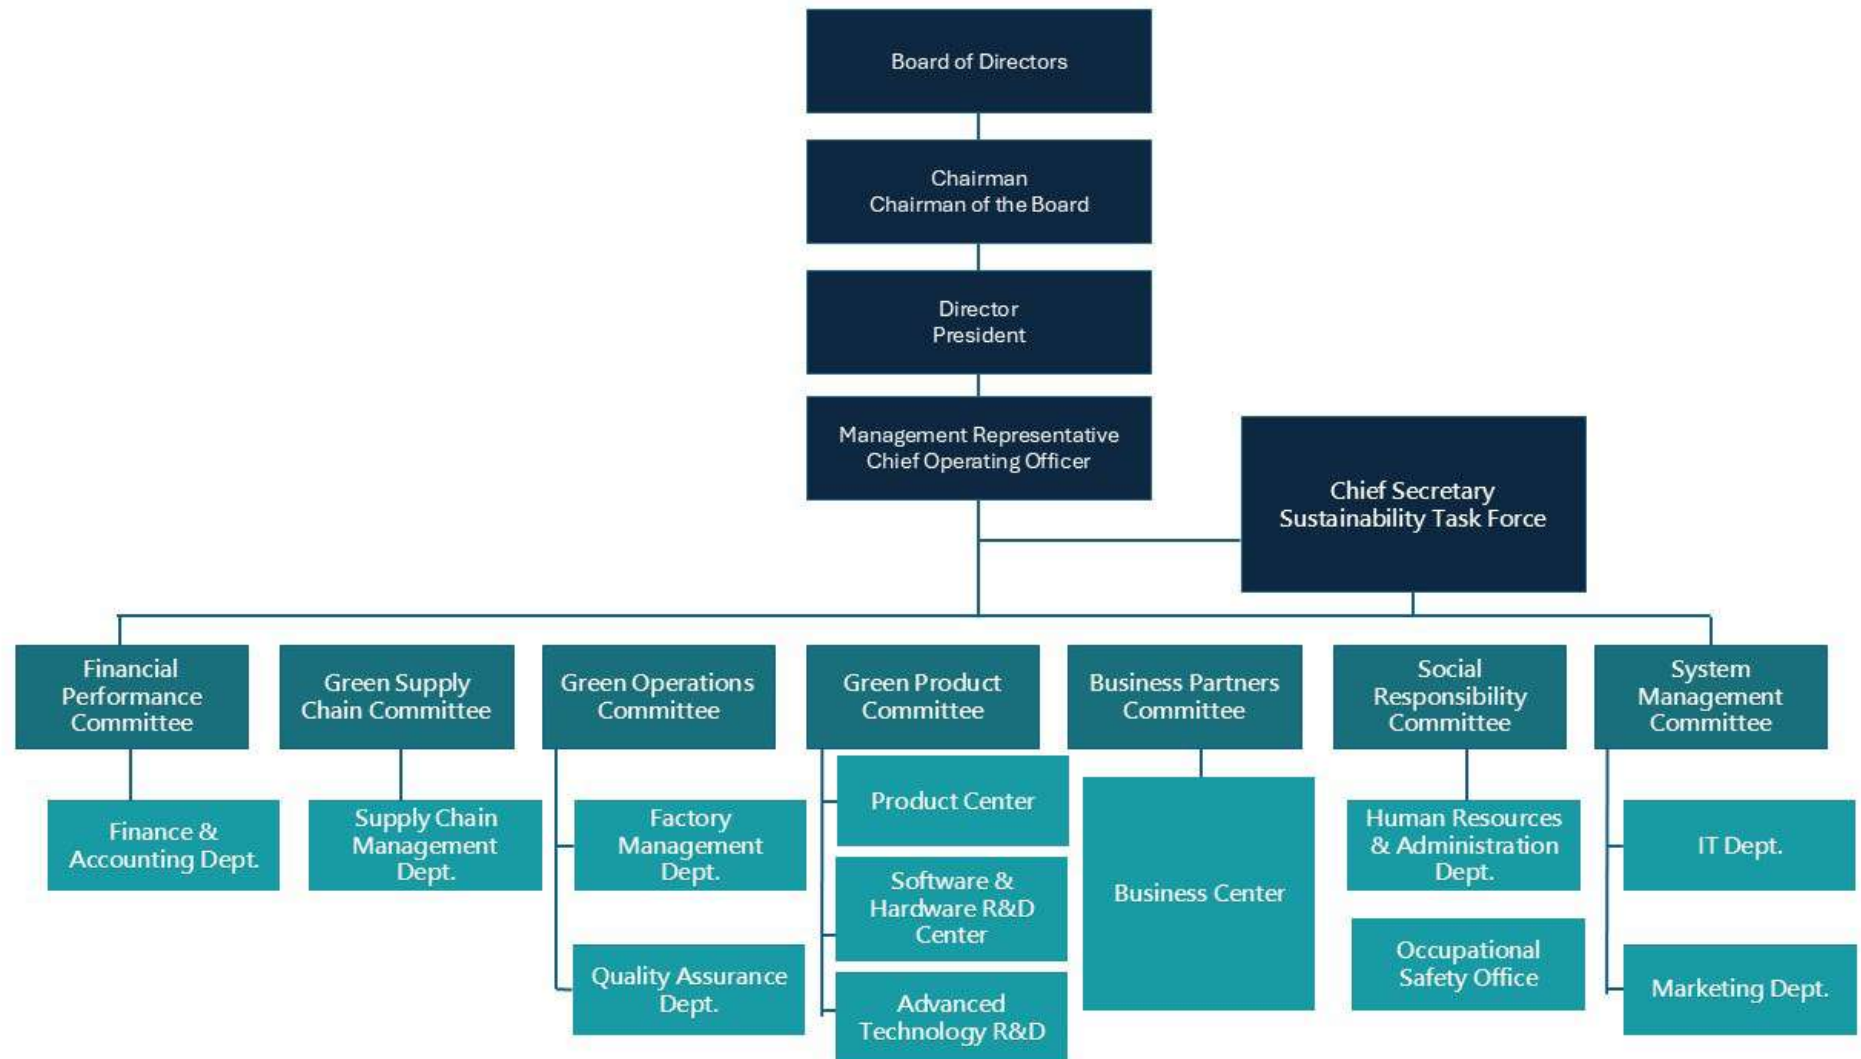 Board of Directors
Chairman
Chairman of the Board
Director
President
Management Representative
Chief Operating Officer
Chief Secretary
Sustainability Task Force
Financial
Performance
Committee
Green Supply
Chain Committee
Green Operations
Committee
Green Product
Committee
Business Partners
Committee
Social
Responsibility
Committee
System
Management
Committee
Finance &
Accounting Dept.
Supply Chain
Management
Dept.
Factory
Management
Dept.
Quality Assurance
Dept.
Product Center
Software &
Hardware R&D
Center
Advanced
Technology R&D
Business Center
Human Resources
& Administration
Dept.
Occupational
Safety Office
IT Dept.
Marketing Dept.